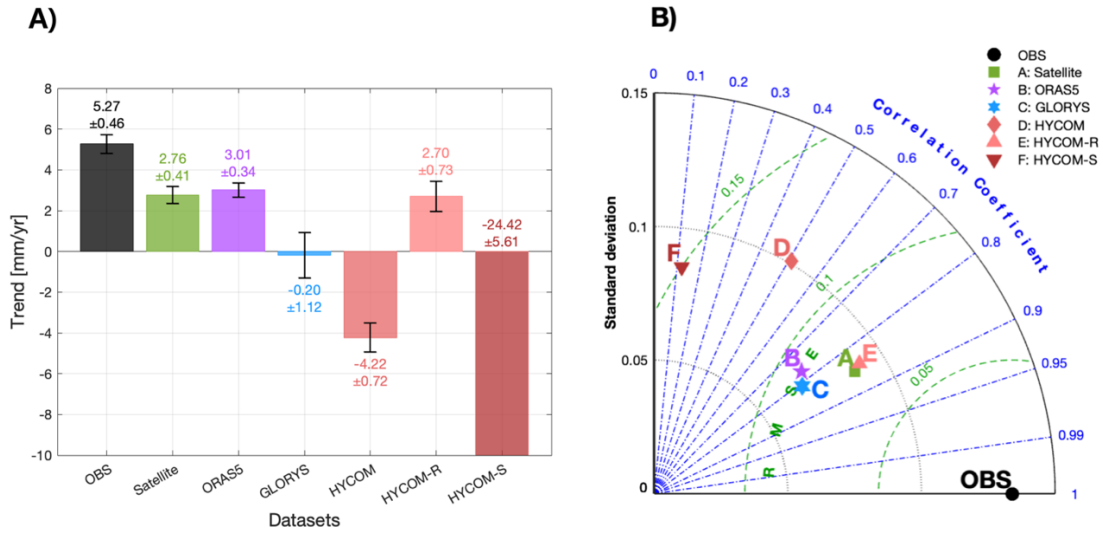 A)
8
6
4
2
0
-2
-4
-6
-8
-10
Trend [mm/yr]
5.27
±0.46
2.76
±0.41
3.01
±0.34
-0.20
±1.12
-4.22
±0.72
2.70
±0.73
-24.42
±5.61
OBS
Satellite
ORAS5
GLORYS
HYCOM
HYCOM-R
HYCOM-S
Datasets
B)
OBS
A: Satellite
B: ORAS5
C: GLORYS
D: HYCOM
E: HYCOM-R
F: HYCOM-S
Standard deviation
0.15
0.1
0.05
0
Correlation Coefficient
0
0.1
0.2
0.3
0.4
0.5
0.6
0.7
0.8
0.9
0.95
0.99
1
0.15
0.1
0.05
RMSE
F
D
B
C
A
E
OBS